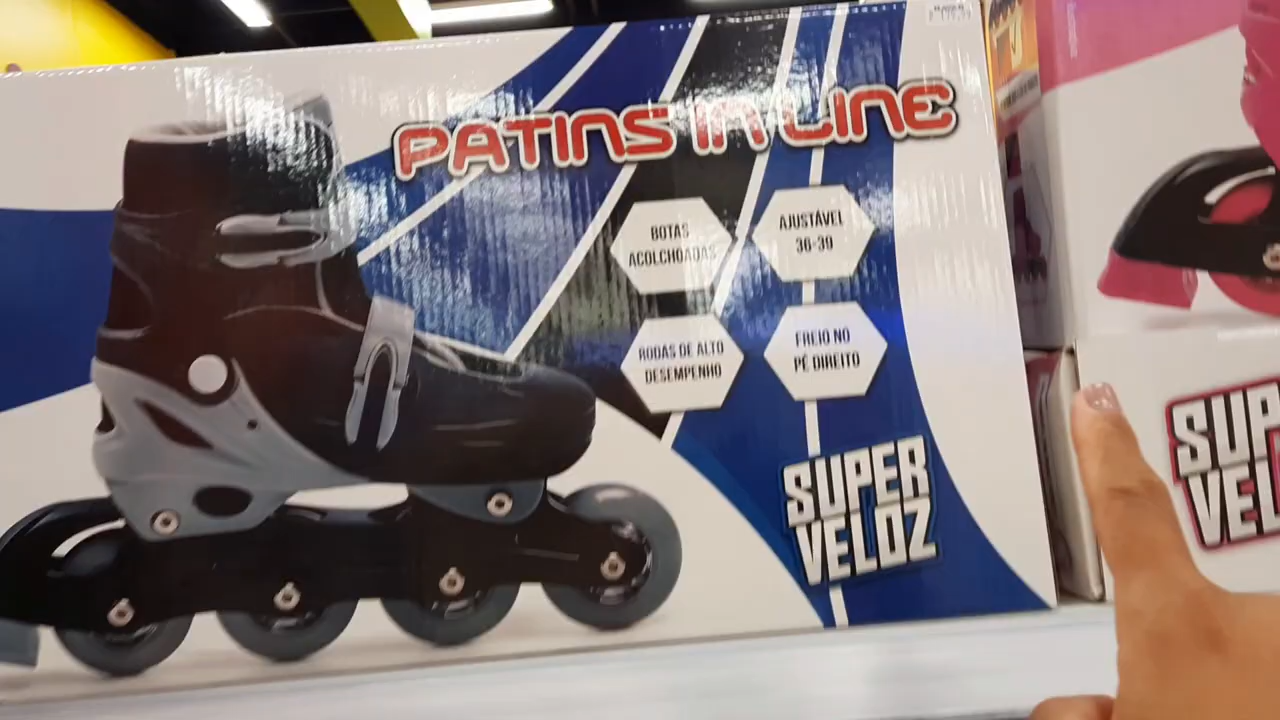 PATINS IN LINE
BOTAS
ACOLCHOADAS
AJUSTÁVEL
36-39
RODAS DE ALTO
DESEMPENHO
FREIO NO
PÉ DIREITO
SUPER
VELOZ
SUP
VEL